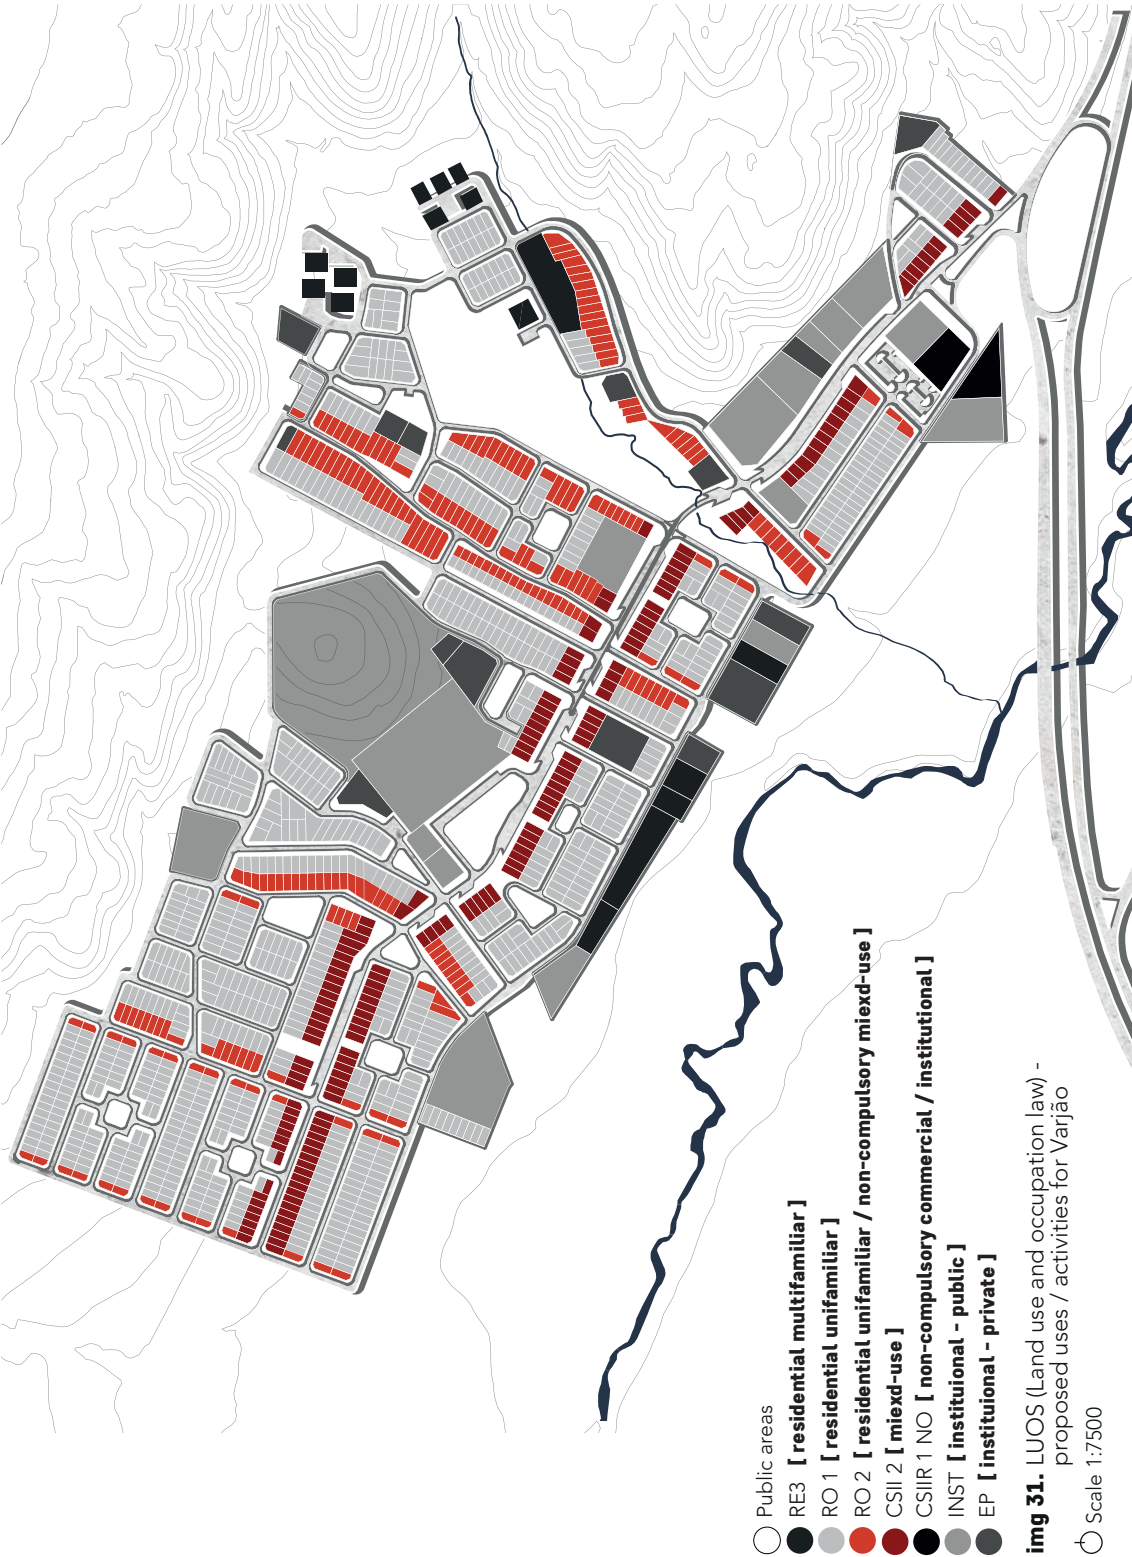 Public areas
RE3 [ residential multifamiliar ]
RO 1 [ residential unifamiliar ]
RO 2 [ residential unifamiliar / non-compulsory miexd-use ]
CSII 2 [ miexd-use ]
CSIIR 1 NO [ non-compulsory commercial / institutional ]
INST [ instituional - public ]
EP [ instituional - private ]
img 31. LUOS (Land use and occupation law) -
proposed uses / activities for Varjão
Scale 1:7500